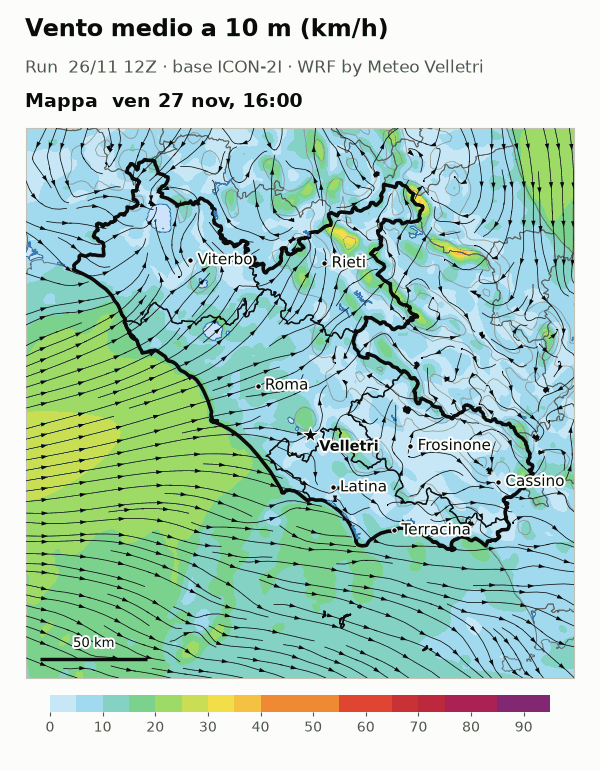 Vento medio a 10 m (km/h)
Run  26/11 12Z · base ICON-2I · WRF by Meteo Velletri
Mappa  ven 27 nov, 16:00
Viterbo
Rieti
Roma
Velletri
Frosinone
Cassino
Latina
Terracina
50 km
0 10 20 30 40 50 60 70 80 90